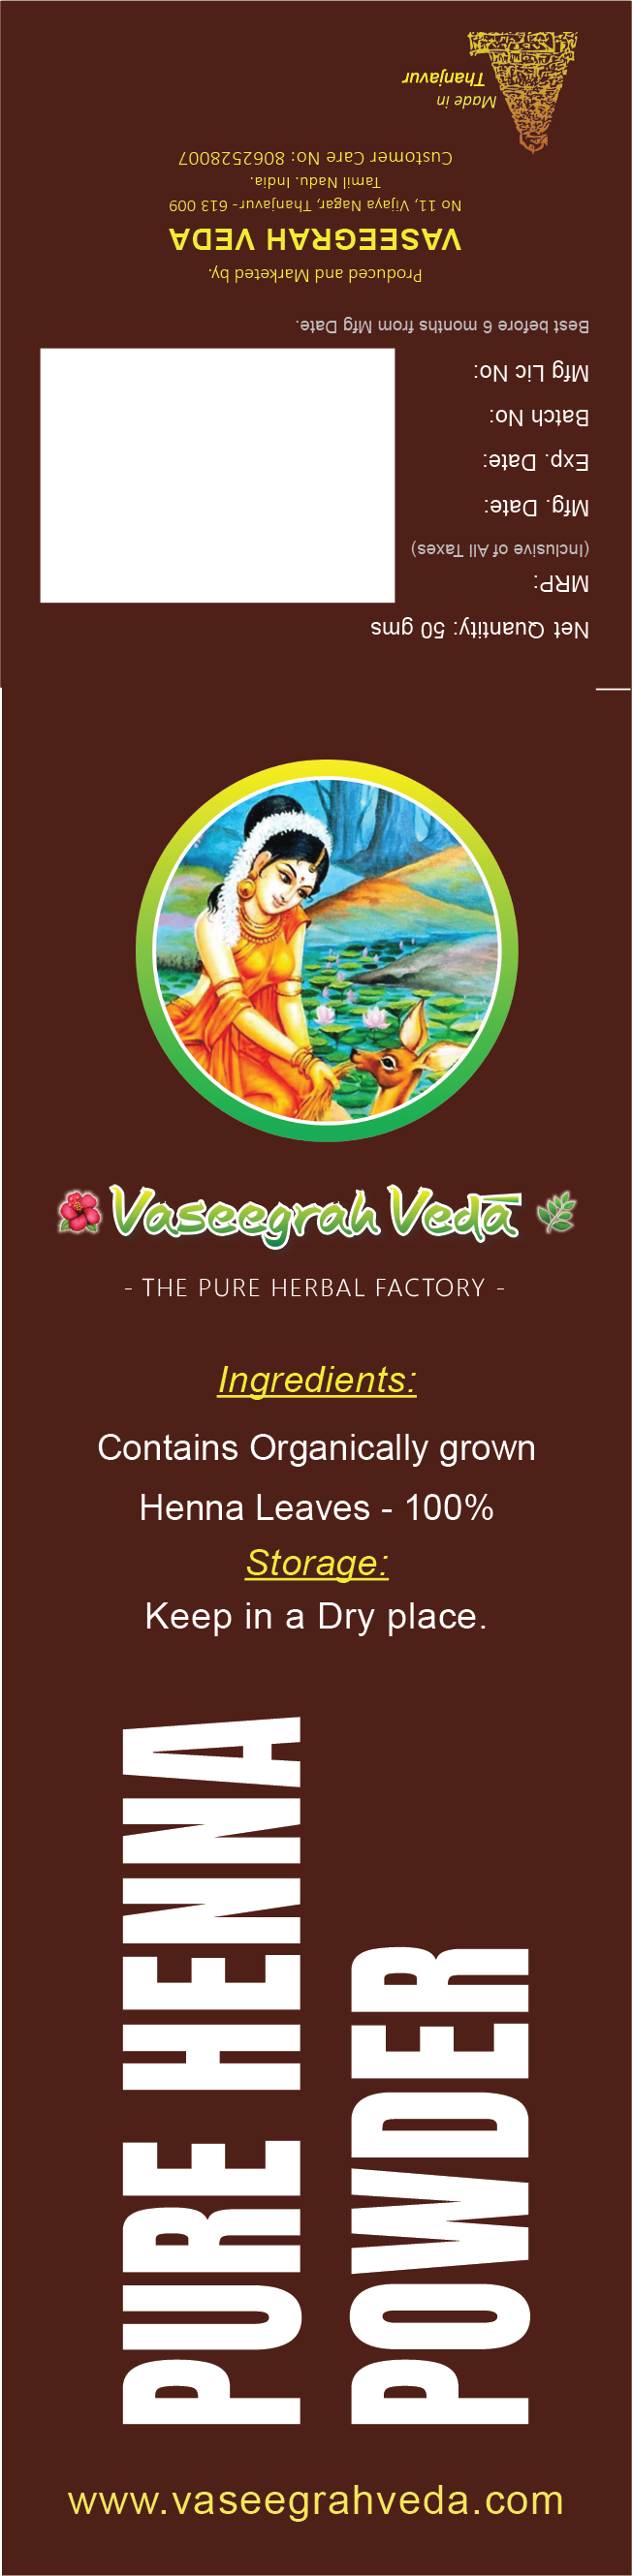 Vaseegrah Veda
- THE PURE HERBAL FACTORY -
Ingredients:
Contains Organically grown
Henna Leaves - 100%
Storage:
Keep in a Dry place.
PURE HENNA
POWDER
www.vaseegrahveda.com
Net Quantity: 50 gms
MRP:
(Inclusive of All Taxes)
Mfg. Date:
Exp. Date:
Batch No:
Mfg Lic No:
Best before 6 months from Mfg Date.
Produced and Marketed by.
VASEEGRAH VEDA
No 11, Vijaya Nagar, Thanjavur- 613 009
Tamil Nadu. India.
Customer Care No: 8062528007
Made in
Thanjavur